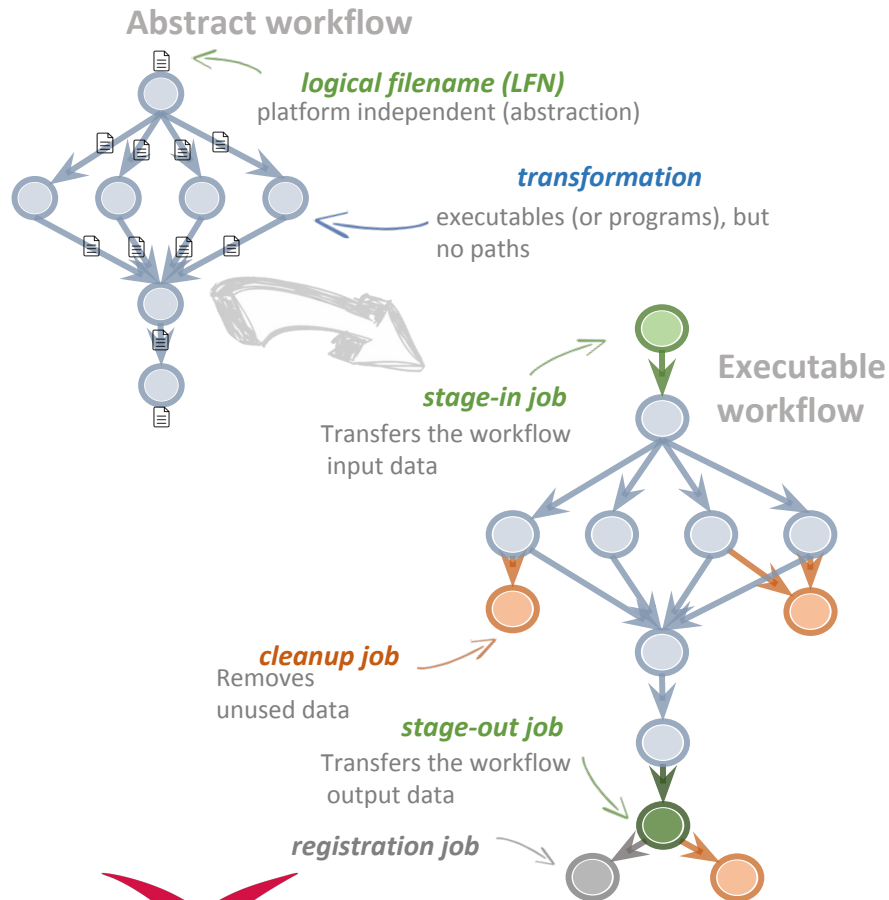 Abstract workflow
logical filename (LFN)
platform independent (abstraction)
transformation
executables (or programs), but
no paths
Executable
workflow
stage-in job
Transfers the workflow
input data
cleanup job
Removes
unused data
stage-out job
Transfers the workflow
output data
registration job